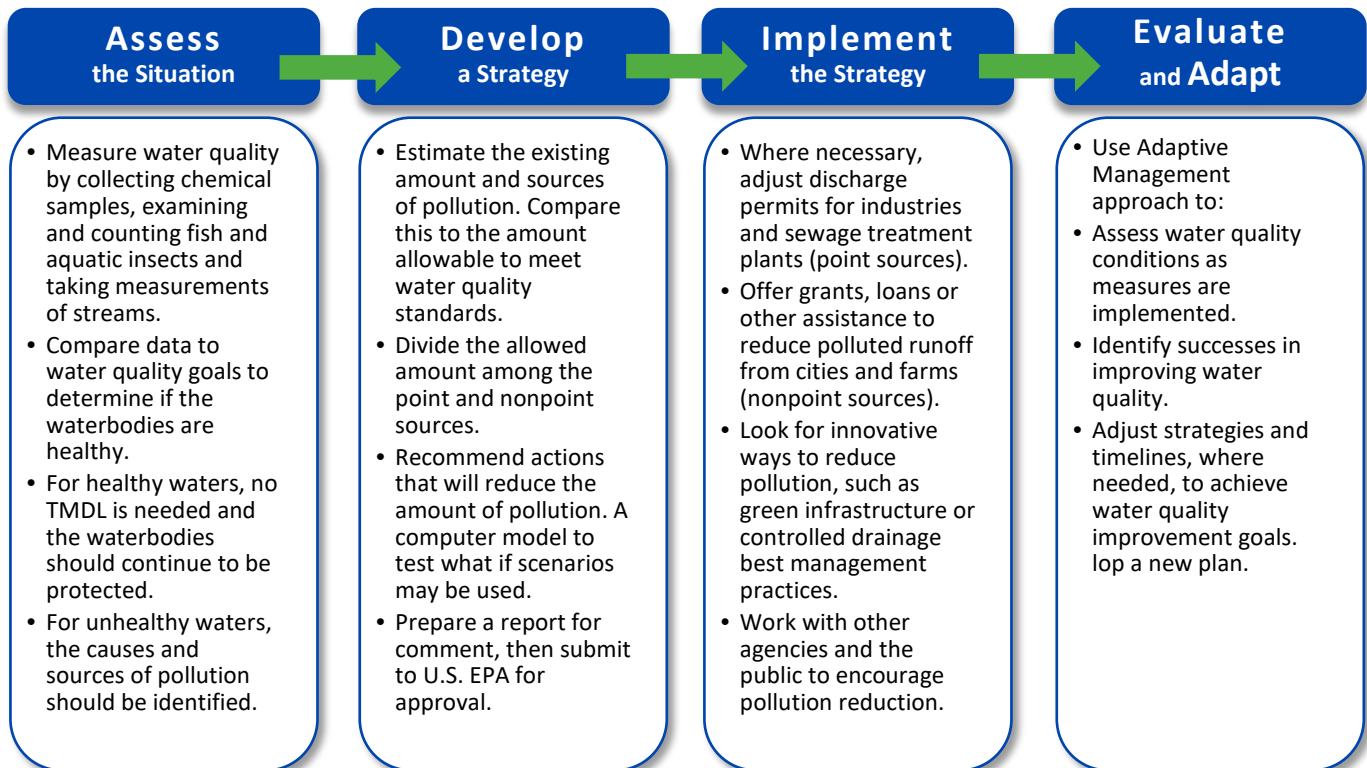 Assess
the Situation
• Measure water quality
by collecting chemical
samples, examining
and counting fish and
aquatic insects and
taking measurements
of streams.
• Compare data to
water quality goals to
determine if the
waterbodies are
healthy.
• For healthy waters, no
TMDL is needed and
the waterbodies
should continue to be
protected.
• For unhealthy waters,
the causes and
sources of pollution
should be identified.
Develop
a Strategy
• Estimate the existing
amount and sources
of pollution. Compare
this to the amount
allowable to meet
water quality
standards.
• Divide the allowed
amount among the
point and nonpoint
sources.
• Recommend actions
that will reduce the
amount of pollution. A
computer model to
test what if scenarios
may be used.
• Prepare a report for
comment, then submit
to U.S. EPA for
approval.
Implement
the Strategy
• Where necessary,
adjust discharge
permits for industries
and sewage treatment
plants (point sources).
• Offer grants, loans or
other assistance to
reduce polluted runoff
from cities and farms
(nonpoint sources).
• Look for innovative
ways to reduce
pollution, such as
green infrastructure or
controlled drainage
best management
practices.
• Work with other
agencies and the
public to encourage
pollution reduction.
Evaluate
and Adapt
• Use Adaptive
Management
approach to:
• Assess water quality
conditions as
measures are
implemented.
• Identify successes in
improving water
quality.
• Adjust strategies and
timelines, where
needed, to achieve
water quality
improvement goals.
lop a new plan.